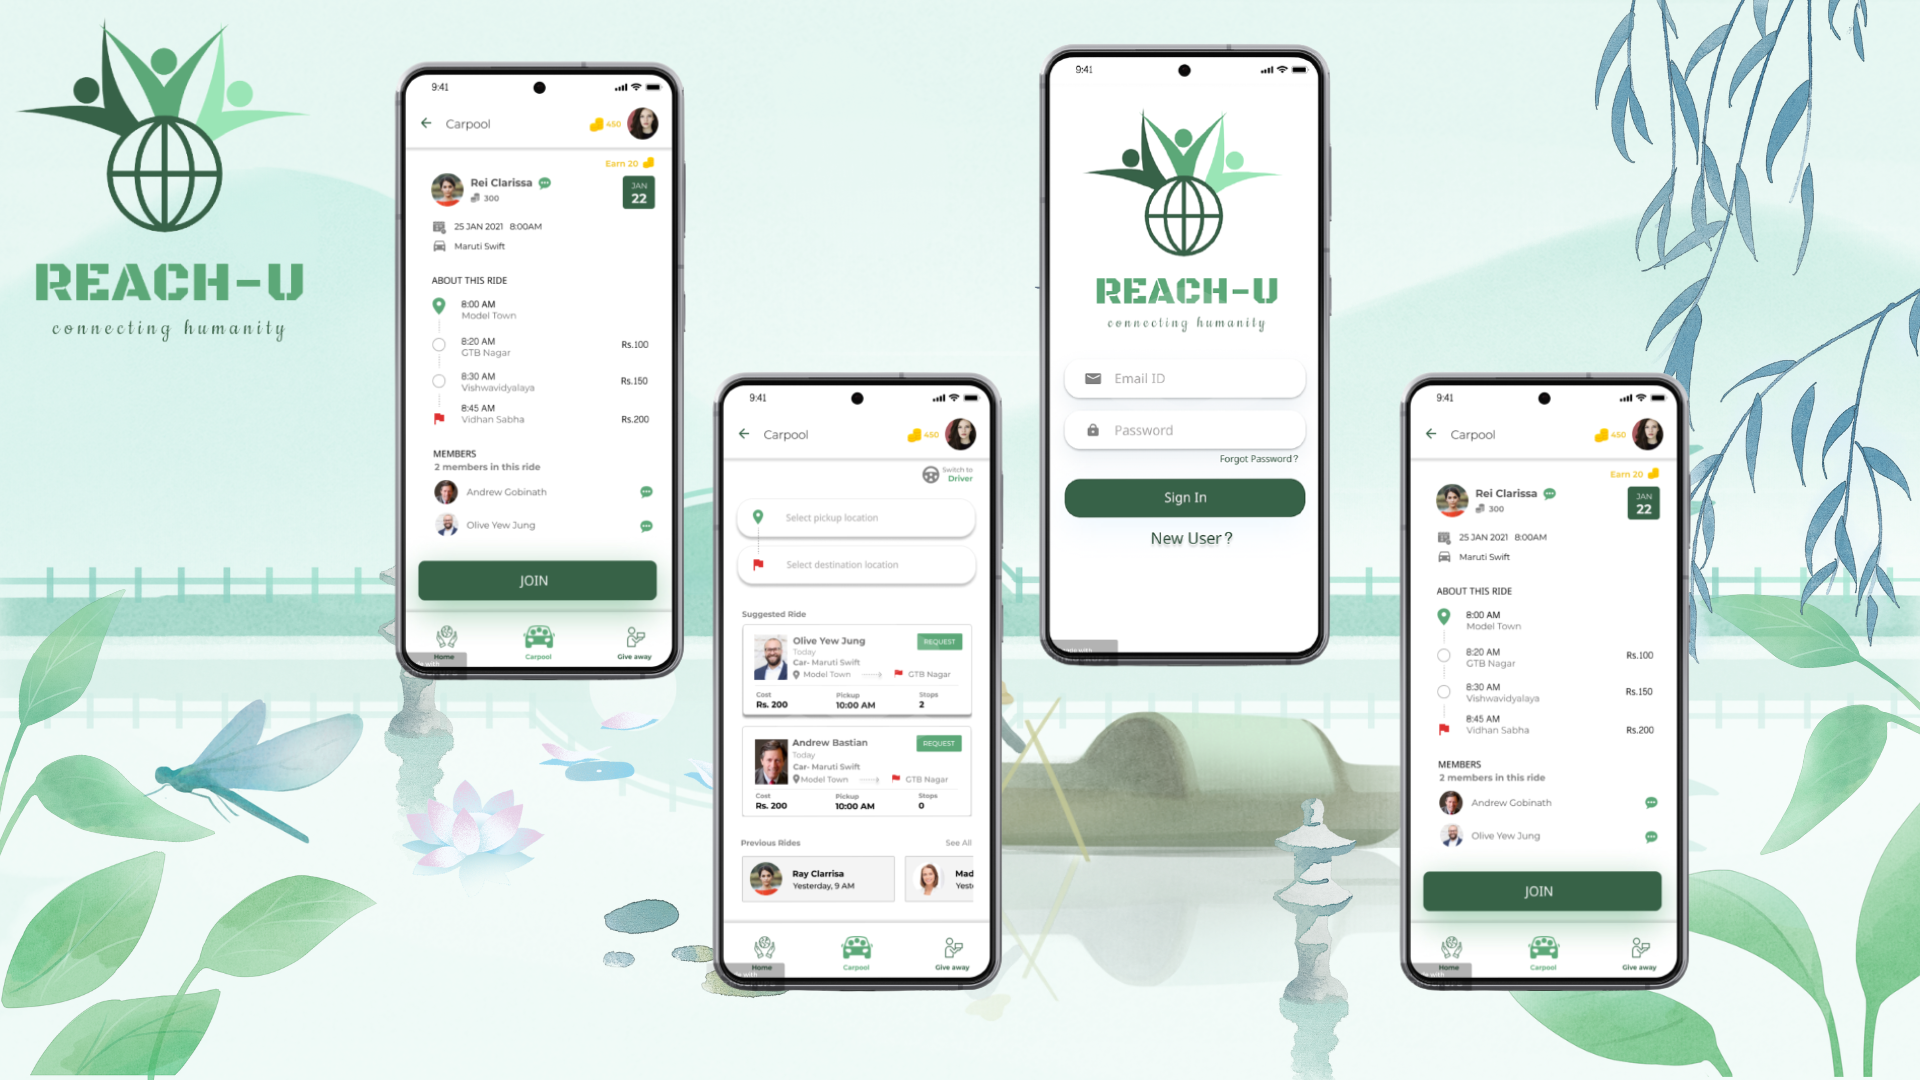 REACH-U
connecting humanity
9:41
Carpool
450
Earn 20
Rei Clarissa
300
JAN
22
25 JAN 2021 8:00AM
Maruti Swift
ABOUT THIS RIDE
8:00 AM
Model Town
8:20 AM
GTB Nagar
Rs.100
8:30 AM
Vishwavidyalaya
Rs.150
8:45 AM
Vidhan Sabha
Rs.200
MEMBERS
2 members in this ride
Andrew Gobinath
Olive Yew Jung
JOIN
Home
Carpool
Give away
9:41
Carpool
450
Switch to
Driver
Select pickup location
Select destination location
Suggested Ride
Olive Yew Jung
REQUEST
Today
Car- Maruti Swift
Model Town
GTB Nagar
Cost
Pickup
Stops
Rs. 200
10:00 AM
2
Andrew Bastian
REQUEST
Today
Car- Maruti Swift
Model Town
GTB Nagar
Cost
Pickup
Stops
Rs. 200
10:00 AM
0
Previous Rides
See All
Ray Clarrisa
Yesterday, 9 AM
Mad
Yest
Home
Carpool
Give away
9:41
REACH-U
connecting humanity
Email ID
Password
Forgot Password?
Sign In
New User?
9:41
Carpool
450
Earn 20
Rei Clarissa
300
JAN
22
25 JAN 2021 8:00AM
Maruti Swift
ABOUT THIS RIDE
8:00 AM
Model Town
8:20 AM
GTB Nagar
Rs.100
8:30 AM
Vishwavidyalaya
Rs.150
8:45 AM
Vidhan Sabha
Rs.200
MEMBERS
2 members in this ride
Andrew Gobinath
Olive Yew Jung
JOIN
Home
Carpool
Give away